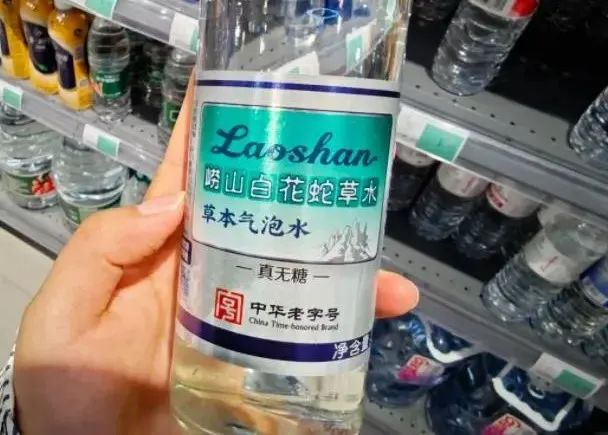 Laoshan
崂山白花蛇草水
草本气泡水
真无糖
中华老字号
China Time-honored Brand
净含量